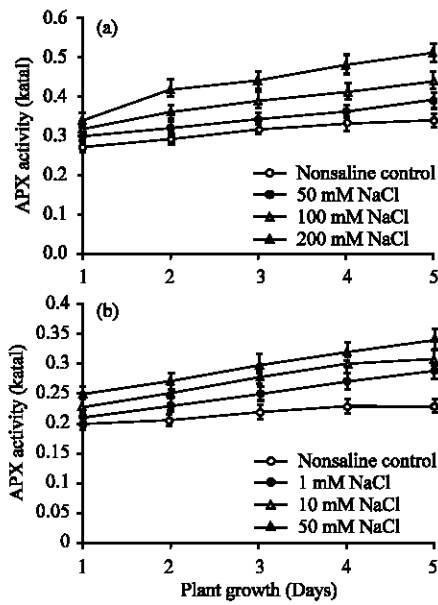 (a)
APX activity (katal)
0.6
0.5
0.4
0.3
0.2
0.1
0.0
Nonsaline control
50 mM NaCl
100 mM NaCl
200 mM NaCl
1 2 3 4 5
(b)
APX activity (katal)
0.4
0.35
0.3
0.25
0.2
0.15
0.1
0.05
0
Nonsaline control
1 mM NaCl
10 mM NaCl
50 mM NaCl
1 2 3 4 5
Plant growth (Days)